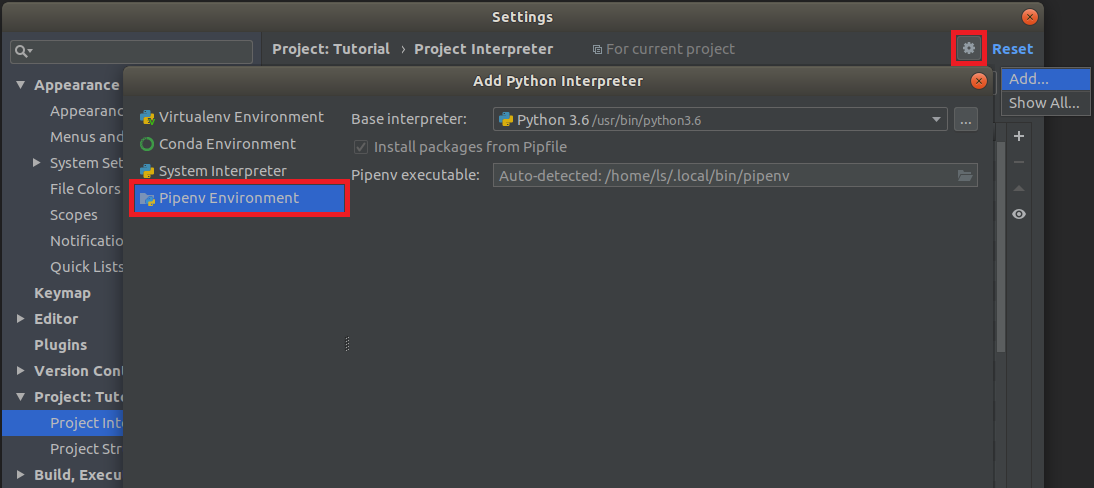 Settings
Project: Tutorial › Project Interpreter For current project Reset
Add Python Interpreter
Add...
Show All...
Appearance
Appearanc
Menus and
System Set
File Colors
Scopes
Notificatio
Quick Lists
Keymap
Editor
Plugins
Version Cont
Project: Tuto
Project Inte
Project Str
Build, Execu
Virtualenv Environment
Conda Environment
System Interpreter
Pipenv Environment
Base interpreter: Python 3.6 /usr/bin/python3.6 ...
Install packages from Pipfile
Pipenv executable: Auto-detected: /home/ls/.local/bin/pipenv